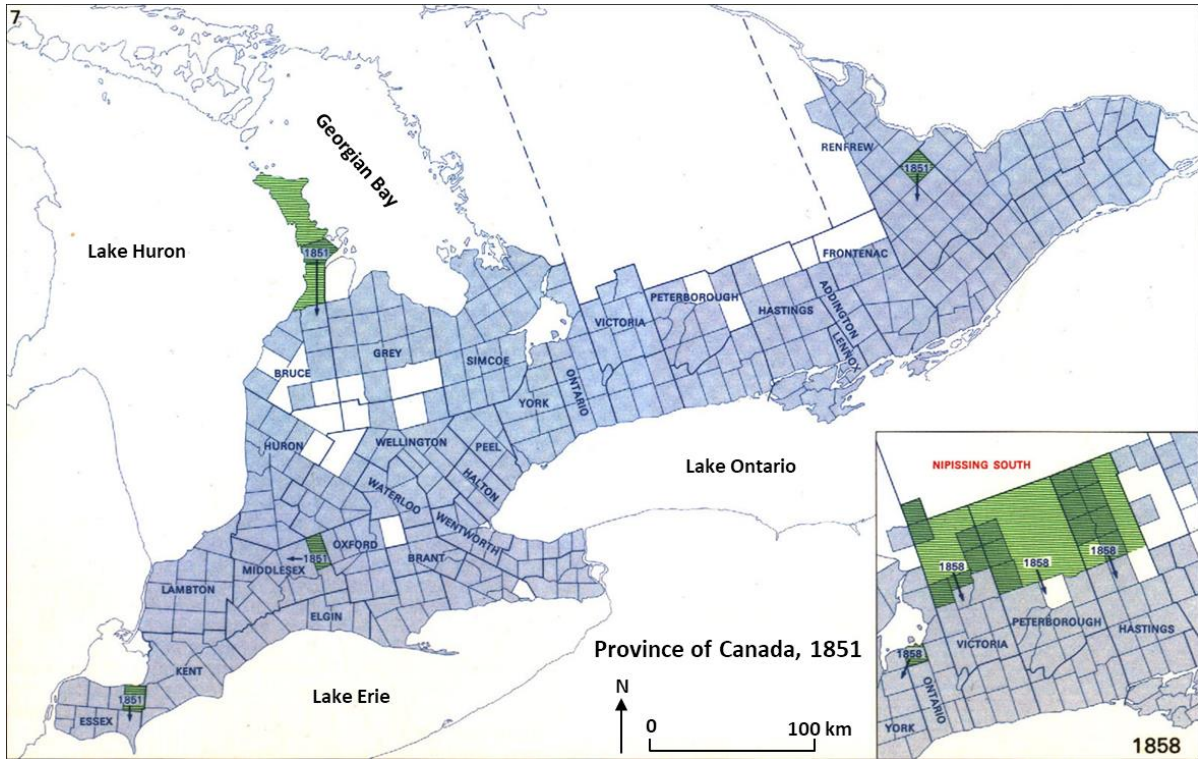 7
Georgian Bay
Lake Huron
RENFREW
1851
1851
FRONTENAC
PETERBOROUGH
VICTORIA
HASTINGS
ADDINGTON
LENNOX
GREY
SIMCOE
BRUCE
YORK
ONTARIO
HURON
WELLINGTON
PEEL
HALTON
Lake Ontario
WATERLOO
WENTWORTH
1851
OXFORD
BRANT
MIDDLESEX
LAMBTON
ELGIN
KENT
1851
ESSEX
Lake Erie
Province of Canada, 1851
N
0 100 km
NIPISSING SOUTH
1858
1858
1858
1858
VICTORIA
PETERBOROUGH
HASTINGS
ONTARIO
YORK
1858